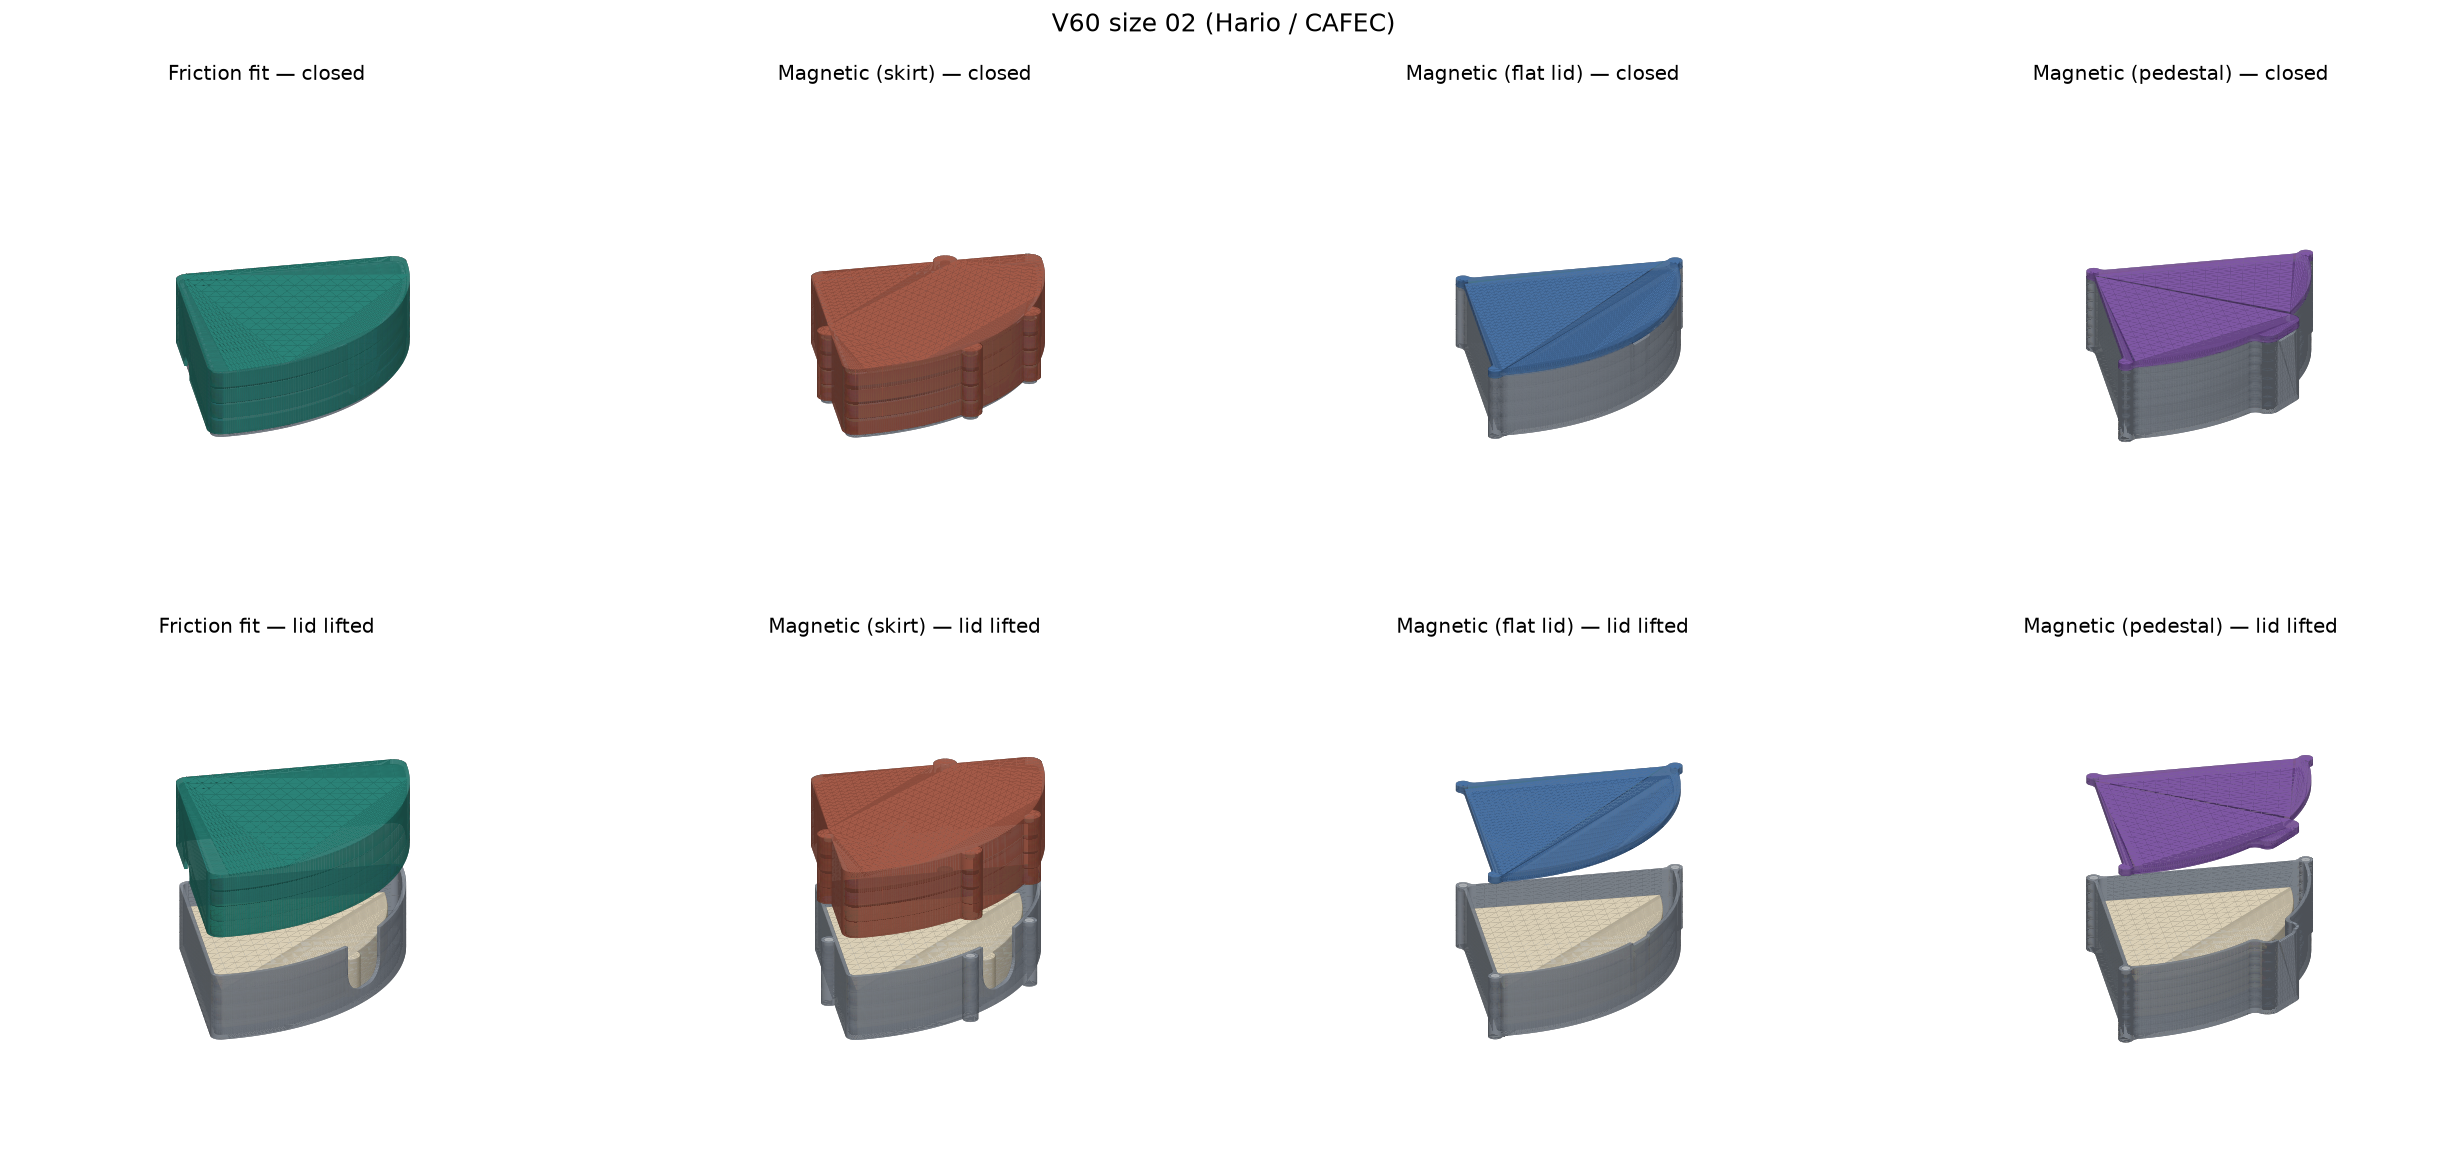 V60 size 02 (Hario / CAFEC)
Friction fit — closed
Magnetic (skirt) — closed
Magnetic (flat lid) — closed
Magnetic (pedestal) — closed
Friction fit — lid lifted
Magnetic (skirt) — lid lifted
Magnetic (flat lid) — lid lifted
Magnetic (pedestal) — lid lifted